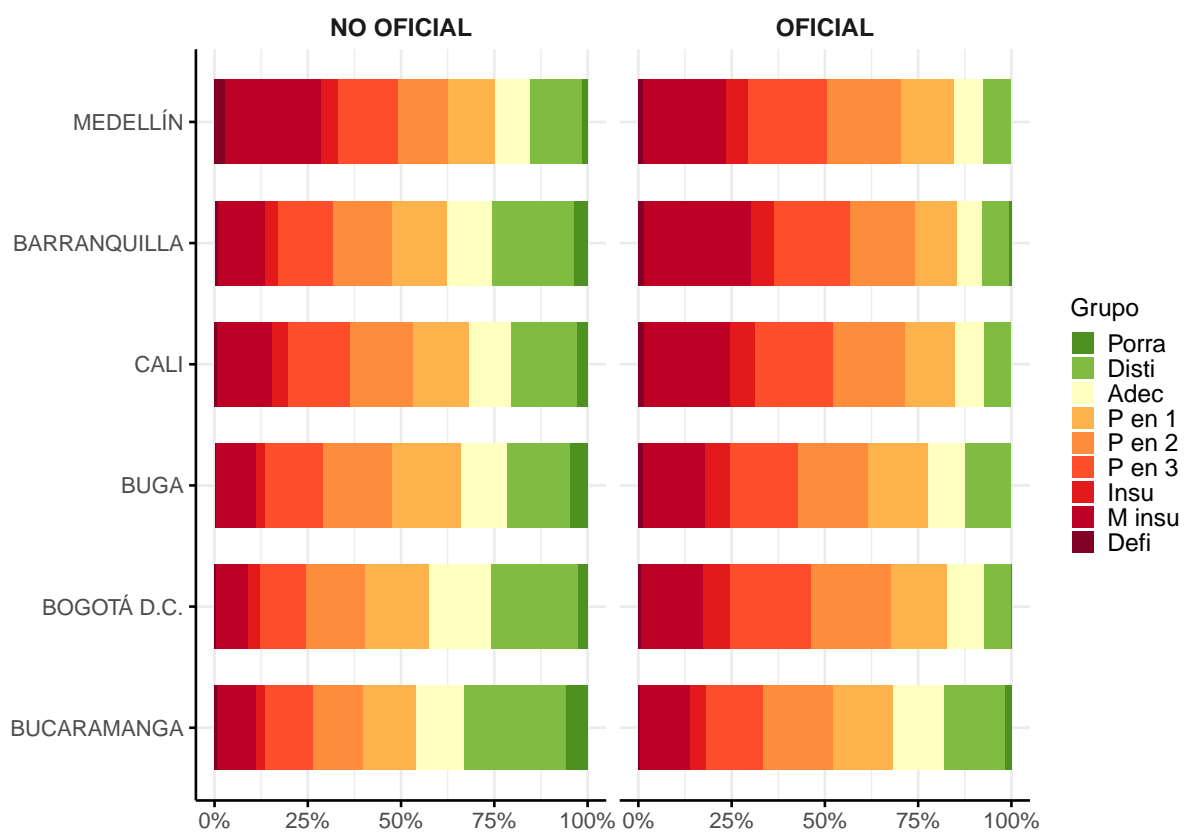 NO OFICIAL OFICIAL
MEDELLÍN
BARRANQUILLA
CALI
BUGA
BOGOTÁ D.C.
BUCARAMANGA
0% 25% 50% 75% 100% 0% 25% 50% 75% 100%
Grupo
Porra
Disti
Adec
P en 1
P en 2
P en 3
Insu
M insu
Defi